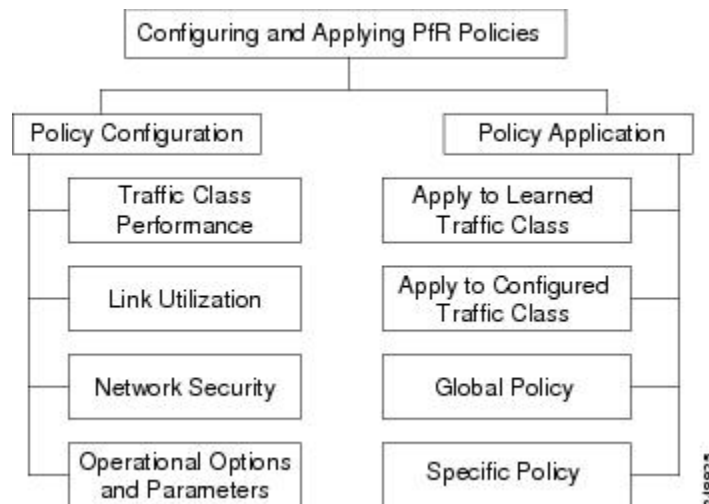 Configuring and Applying PfR Policies
Policy Configuration
Policy Application
Traffic Class
Performance
Apply to Learned
Traffic Class
Link Utilization
Apply to Configured
Traffic Class
Network Security
Global Policy
Operational Options
and Parameters
Specific Policy